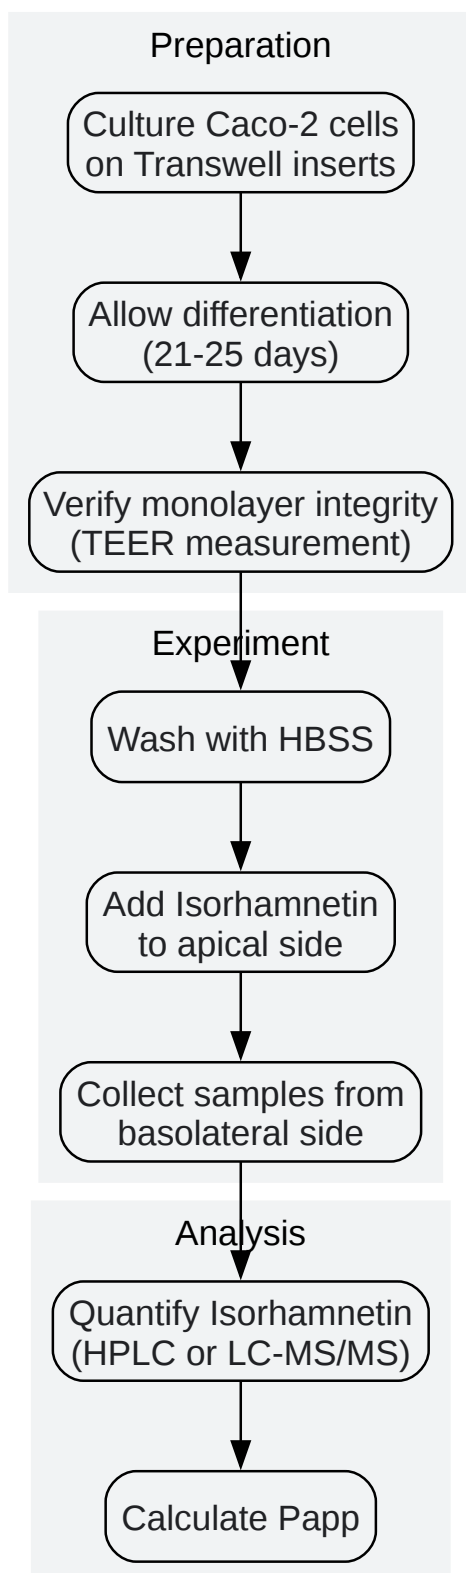 Preparation
Culture Caco-2 cells
on Transwell inserts
Allow differentiation
(21-25 days)
Verify monolayer integrity
(TEER measurement)
Experiment
Wash with HBSS
Add Isorhamnetin
to apical side
Collect samples from
basolateral side
Analysis
Quantify Isorhamnetin
(HPLC or LC-MS/MS)
Calculate Papp